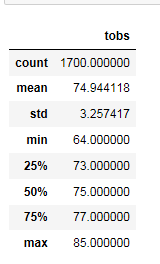 tobs
count 1700.000000
mean 74.944118
std 3.257417
min 64.000000
25% 73.000000
50% 75.000000
75% 77.000000
max 85.000000